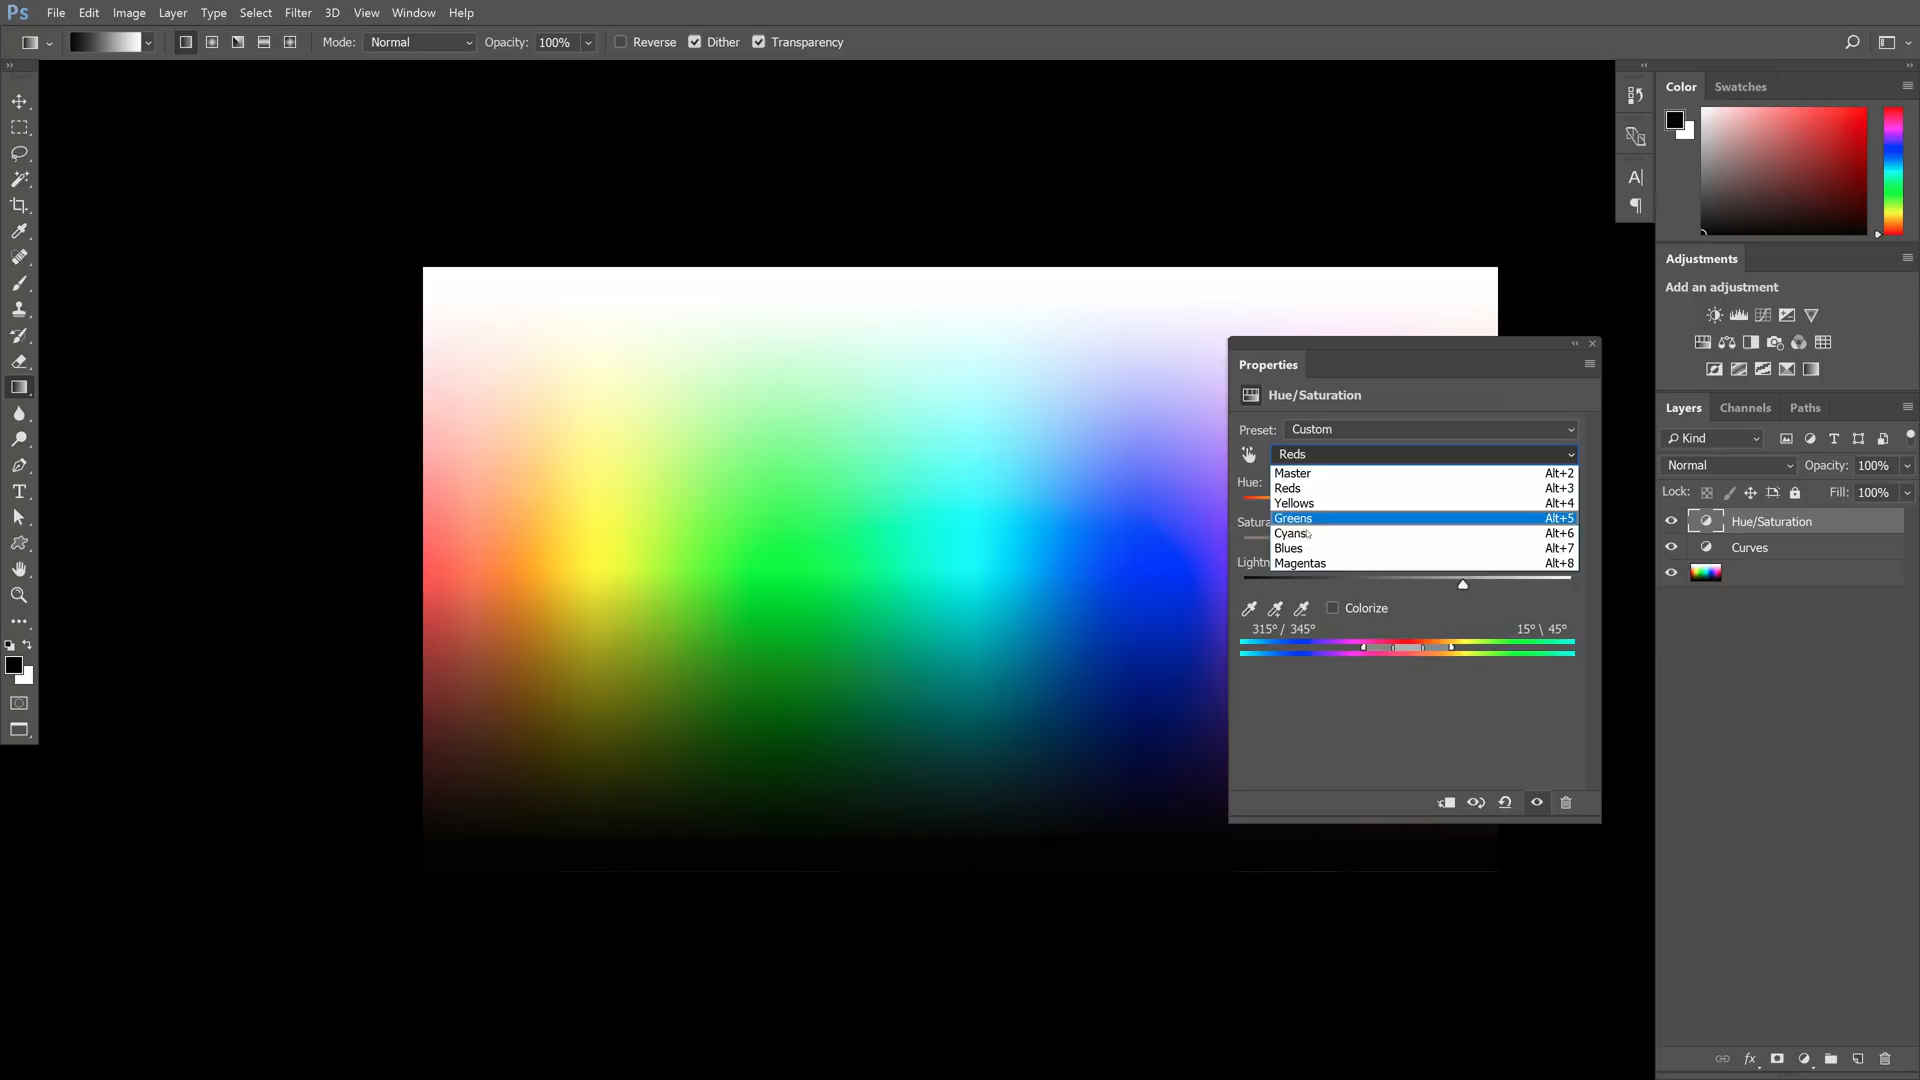 Ps File Edit Image Layer Type Select Filter 3D View Window Help
Mode: Normal Opacity: 100% Reverse Dither Transparency
Color Swatches
Adjustments
Add an adjustment
Properties
Hue/Saturation
Preset: Custom
Reds
Master Alt+2
Hue:
Reds Alt+3
Yellows Alt+4
Greens Alt+5
Satura
Cyans Alt+6
Blues Alt+7
Lightn
Magentas Alt+8
Colorize
315°/ 345° 15°\ 45°
Layers Channels Paths
Kind
Normal Opacity: 100%
Lock: Fill: 100%
Hue/Saturation
Curves
fx